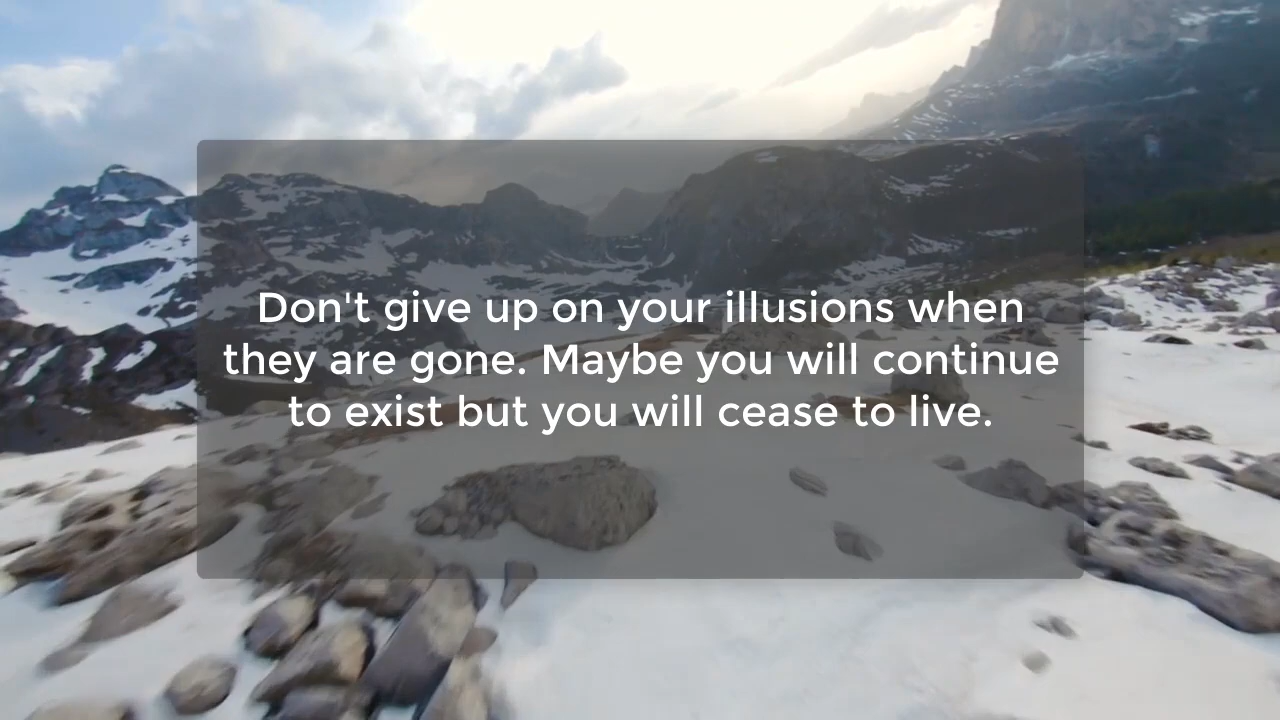 Don't give up on your illusions when
they are gone. Maybe you will continue
to exist but you will cease to live.